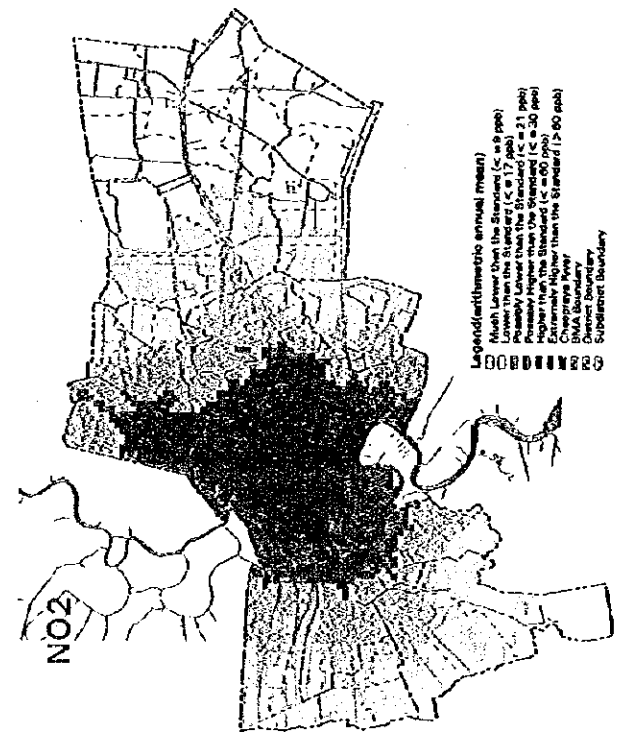 NO2
Legend(arithmetric annual mean)
Much Lower than the Standard (< = 9 ppb)
Lower than the Standard (< = 17 ppb)
Possibly Lower than the Standard (< = 21 ppb)
Possibly Higher than the Standard (< = 30 ppb)
Higher than the Standard (< = 60 ppb)
Extremely Higher than the Standard (> 60 ppb)
Chaopraya River
BMA Boundary
District Boundary
Subdistrict Boundary